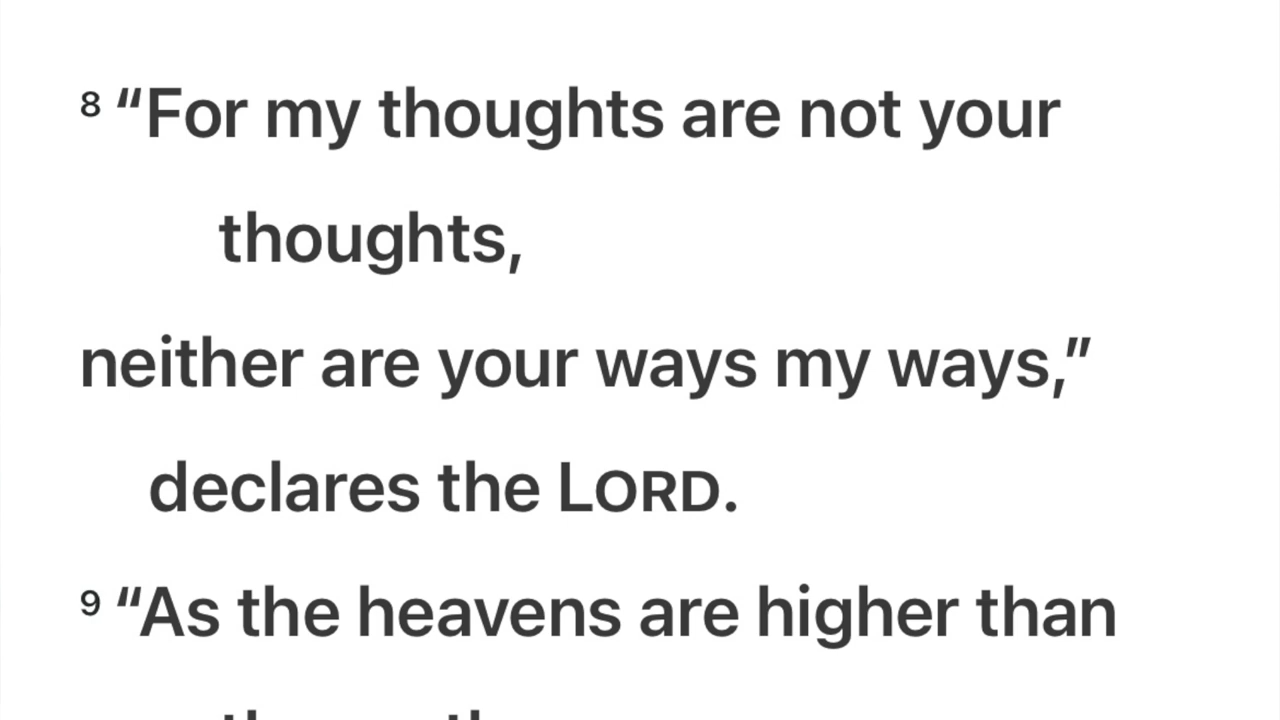 8 “For my thoughts are not your
thoughts,
neither are your ways my ways,”
declares the LORD.
9 “As the heavens are higher than